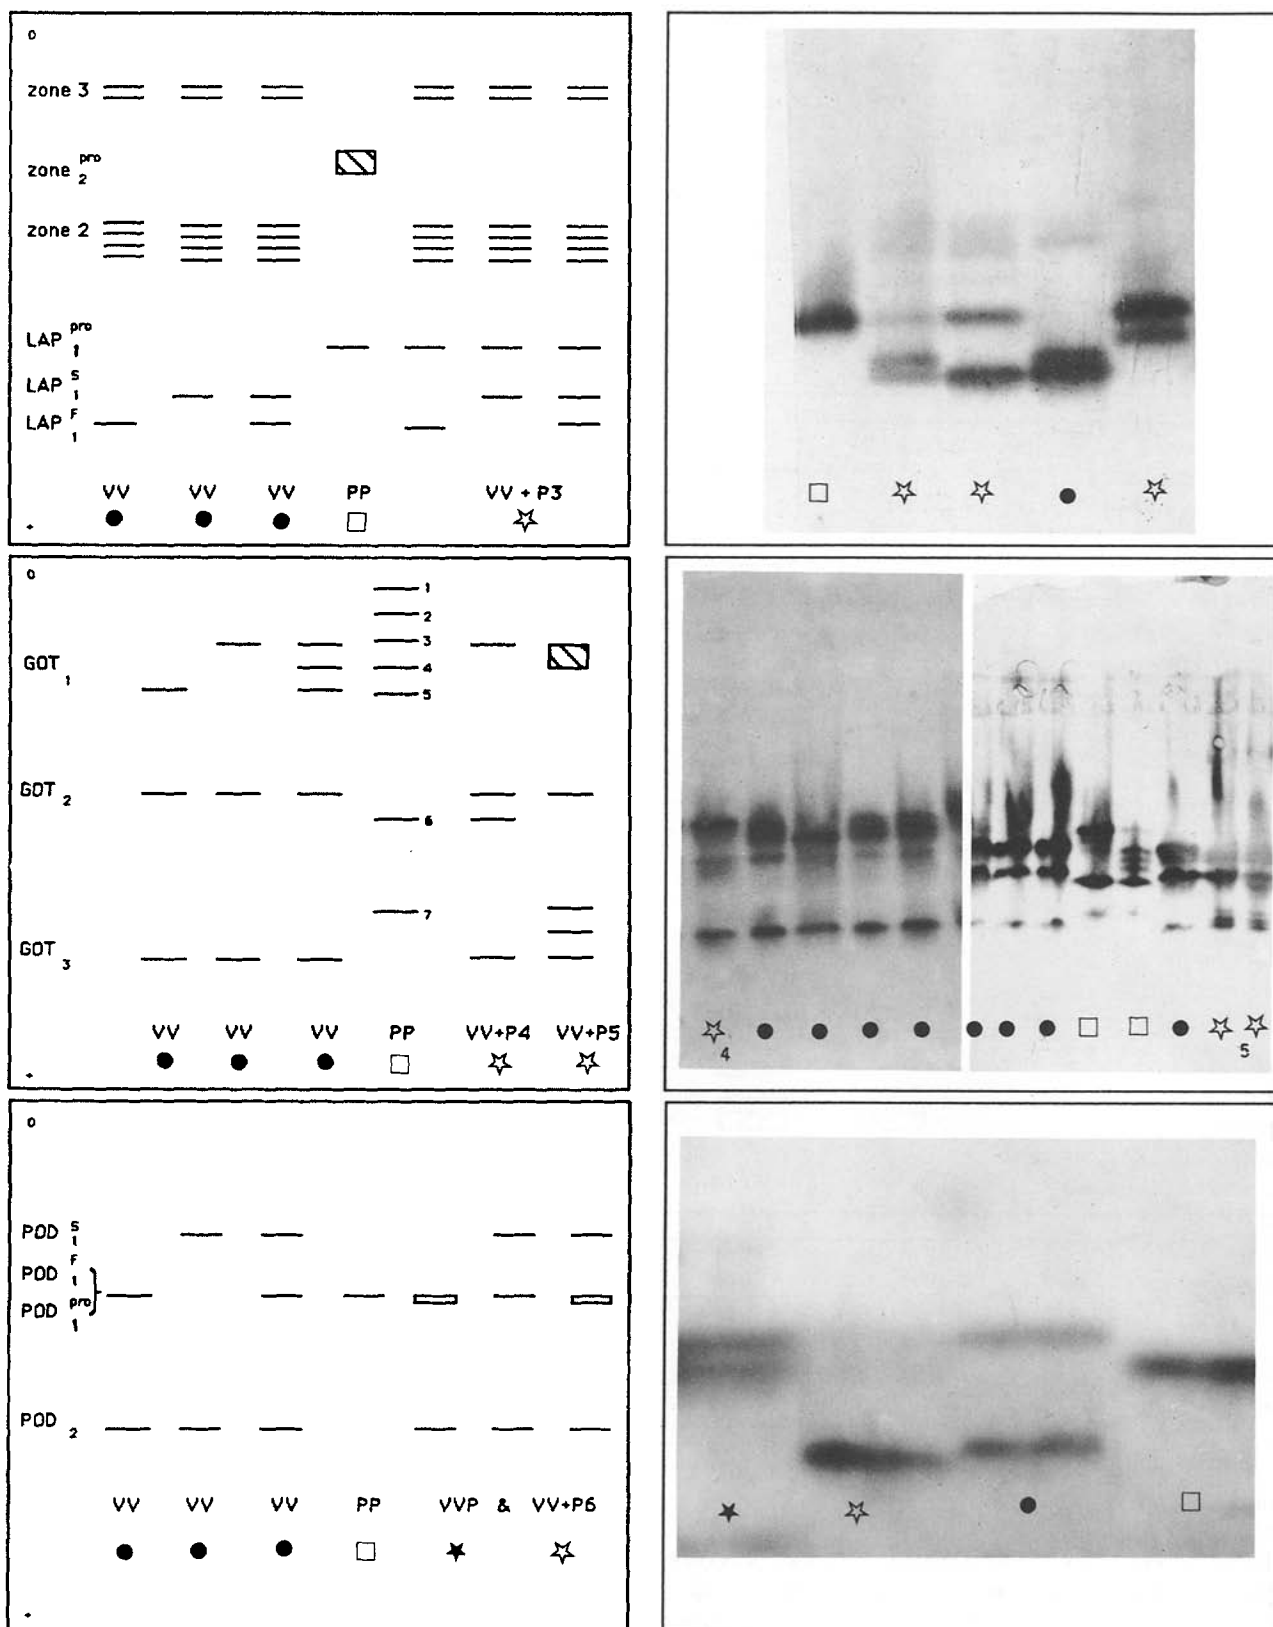 o
zone 3
zone pro 2
zone 2
LAP pro 1
LAP S 1
LAP F 1
VV VV VV PP VV + P3
+
o
1
2
3
GOT 1
4
5
GOT 2
6
7
GOT 3
VV VV VV PP VV+P4 VV+P5
+
4 5
o
POD S 1
POD F 1
POD pro 1
POD 2
VV VV VV PP VVP & VV+P6
+